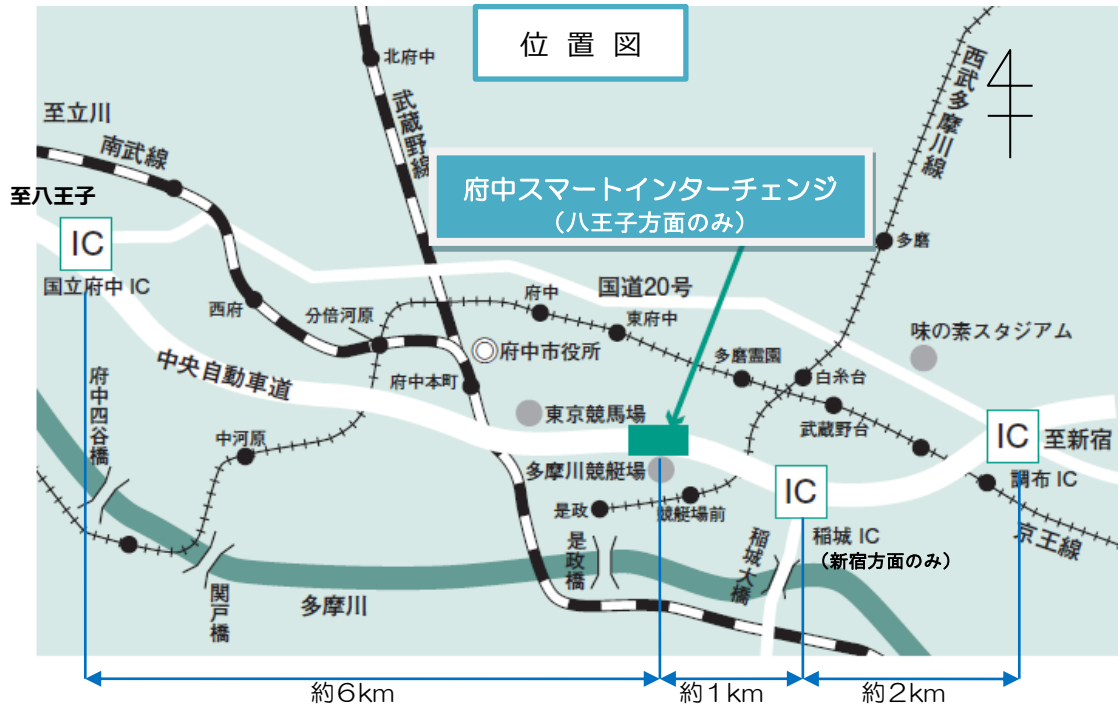 位置図
北府中
西武多摩川線
至立川
南武線
武蔵野線
至八王子
府中スマートインターチェンジ
(八王子方面のみ)
IC
国立府中 IC
多磨
国道20号
西府
分倍河原
府中
東府中
味の素スタジアム
府中市役所
多磨霊園
中央自動車道
府中本町
白糸台
府中四谷橋
東京競馬場
武蔵野台
中河原
IC
至新宿
多摩川競艇場
調布 IC
IC
是政
競艇場前
稲城 IC
(新宿方面のみ)
京王線
是政橋
稲城大橋
関戸橋
多摩川
約6km
約1km
約2km